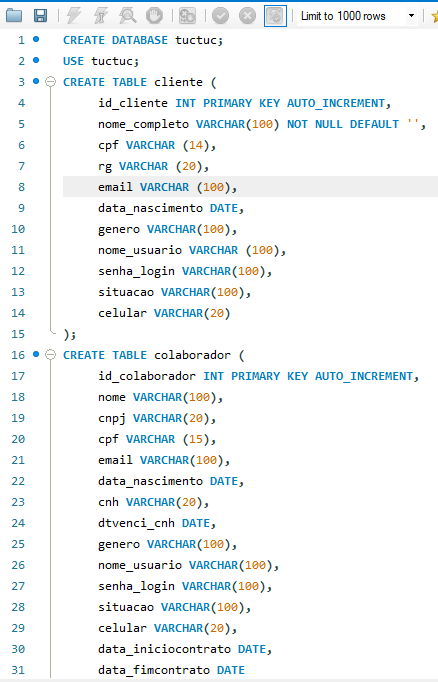 Limit to 1000 rows
1 CREATE DATABASE tuctuc;
2 USE tuctuc;
3 CREATE TABLE cliente (
4 id_cliente INT PRIMARY KEY AUTO_INCREMENT,
5 nome_completo VARCHAR(100) NOT NULL DEFAULT '',
6 cpf VARCHAR (14),
7 rg VARCHAR (20),
8 email VARCHAR (100),
9 data_nascimento DATE,
10 genero VARCHAR(100),
11 nome_usuario VARCHAR (100),
12 senha_login VARCHAR(100),
13 situacao VARCHAR(100),
14 celular VARCHAR(20)
15 );
16 CREATE TABLE colaborador (
17 id_colaborador INT PRIMARY KEY AUTO_INCREMENT,
18 nome VARCHAR(100),
19 cnpj VARCHAR(20),
20 cpf VARCHAR (15),
21 email VARCHAR(100),
22 data_nascimento DATE,
23 cnh VARCHAR(20),
24 dtvenci_cnh DATE,
25 genero VARCHAR(100),
26 nome_usuario VARCHAR(100),
27 senha_login VARCHAR(100),
28 situacao VARCHAR(100),
29 celular VARCHAR(20),
30 data_iniciocontrato DATE,
31 data_fimcontrato DATE